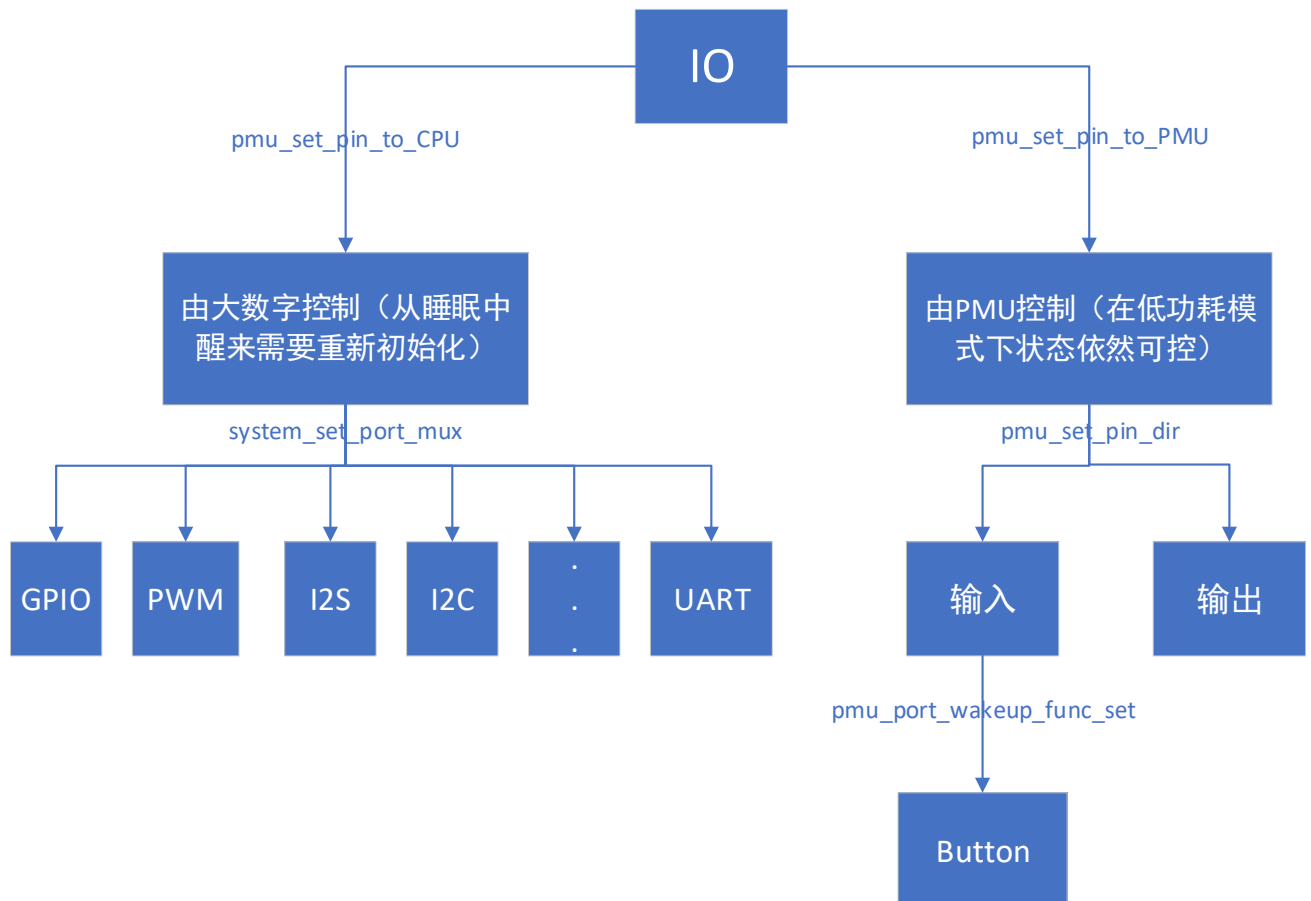 IO
pmu_set_pin_to_CPU
pmu_set_pin_to_PMU
由大数字控制（从睡眠中
醒来需要重新初始化）
由PMU控制（在低功耗模
式下状态依然可控）
system_set_port_mux
pmu_set_pin_dir
GPIO
PWM
I2S
I2C
.
.
.
UART
输入
输出
pmu_port_wakeup_func_set
Button